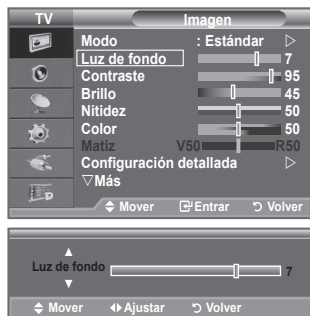 TV Imagen
Modo : Estándar
Luz de fondo 7
Contraste 95
Brillo 45
Nitidez 50
Color 50
Matiz V50 R50
Configuración detallada
▽Más
Mover Entrar Volver
Luz de fondo 7
Mover Ajustar Volver